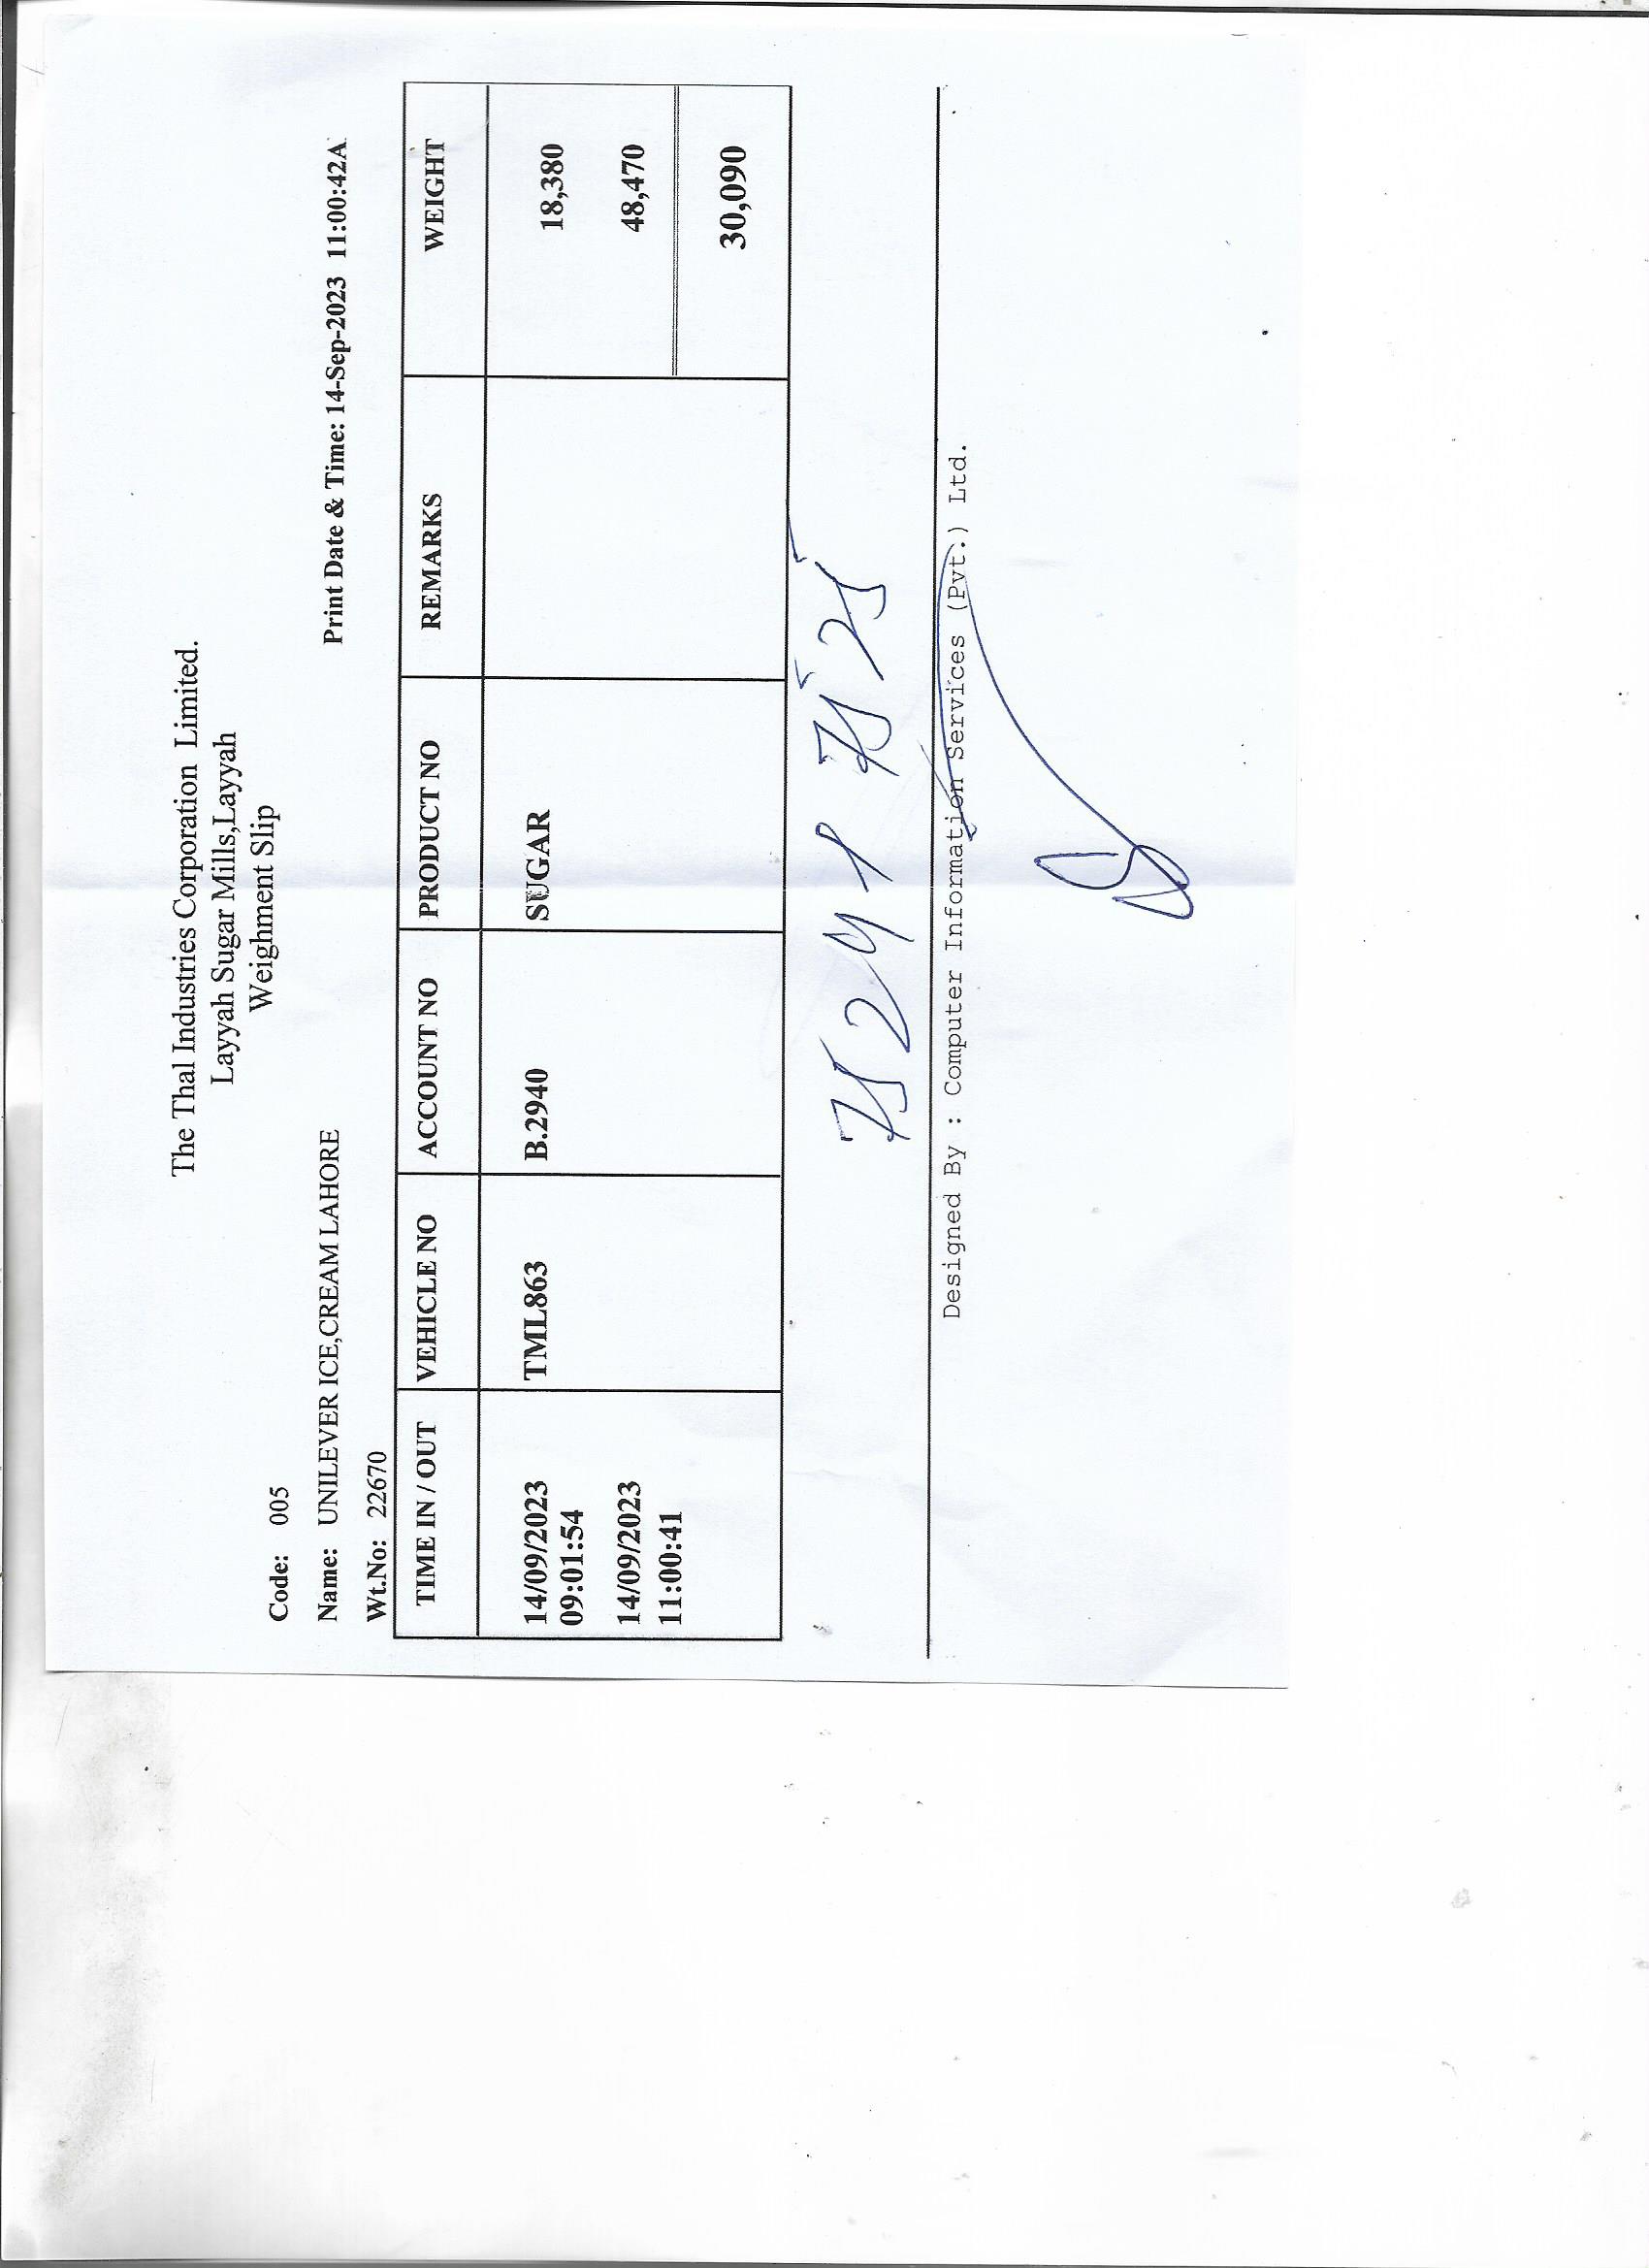 The Thal Industries Corporation Limited.
Layyah Sugar Mills,Layyah
Weighment Slip
Code: 005
Name: UNILEVER ICE,CREAM LAHORE Print Date & Time: 14-Sep-2023 11:00:42A
Wt.No: 22670
TIME IN / OUT VEHICLE NO ACCOUNT NO PRODUCT NO REMARKS WEIGHT
14/09/2023 TML863 B.2940 SUGAR 18,380
09:01:54
14/09/2023 48,470
11:00:41
30,090
Designed By : Computer Information Services (Pvt.) Ltd.